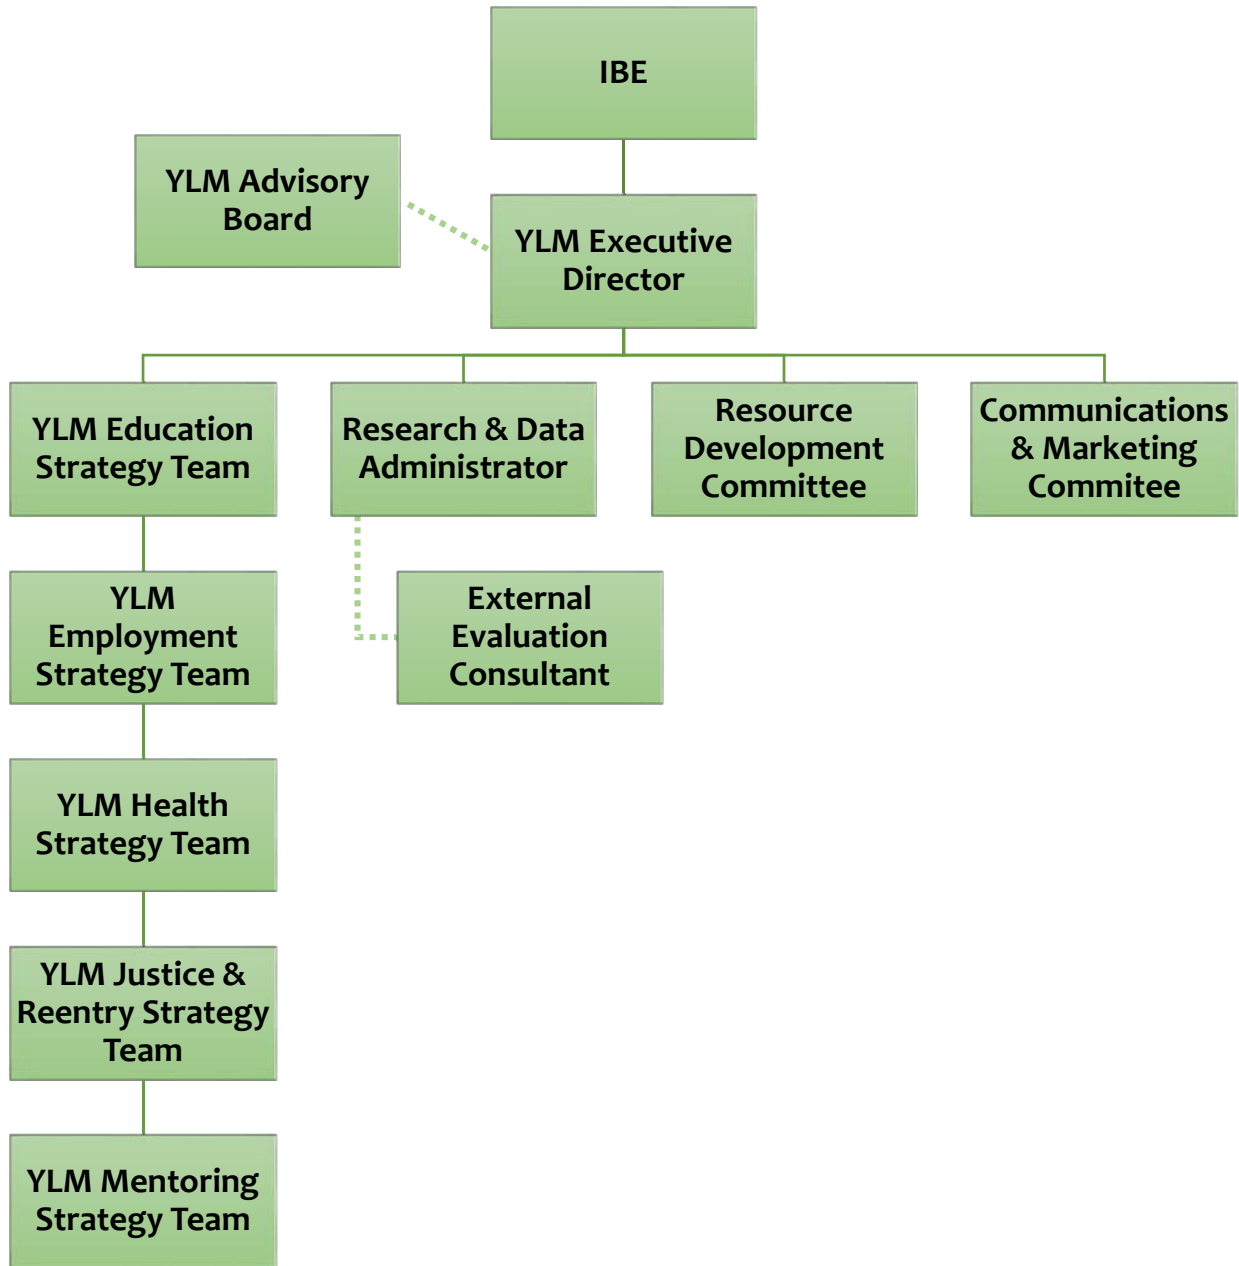 IBE
YLM Advisory
Board
YLM Executive
Director
YLM Education
Strategy Team
Research & Data
Administrator
Resource
Development
Committee
Communications
& Marketing
Commitee
YLM
Employment
Strategy Team
External
Evaluation
Consultant
YLM Health
Strategy Team
YLM Justice &
Reentry Strategy
Team
YLM Mentoring
Strategy Team